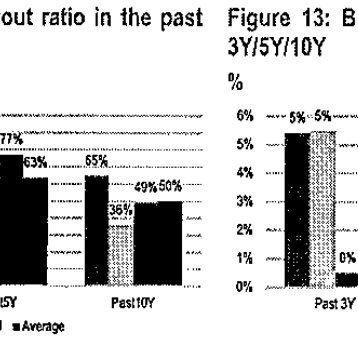 out ratio in the past
77%
63%
65%
36%
49% 50%
5Y
Past10Y
Average
Figure 13: B
3Y/5Y/10Y
%
6%
5%
4%
3%
2%
1%
0%
5% 5%
0%
Past 3Y